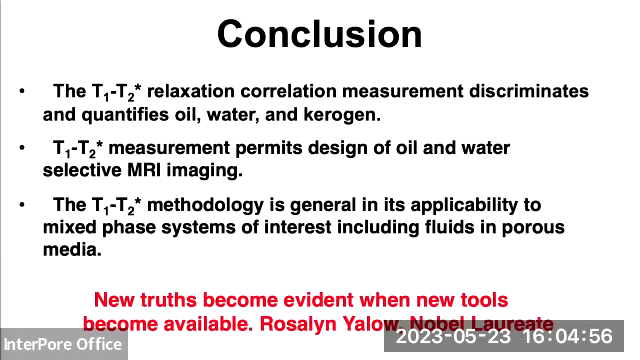 Conclusion
• The T₁-T₂* relaxation correlation measurement discriminates
and quantifies oil, water, and kerogen.
• T₁-T₂* measurement permits design of oil and water
selective MRI imaging.
• The T₁-T₂* methodology is general in its applicability to
mixed phase systems of interest including fluids in porous
media.
New truths become evident when new tools
become available. Rosalyn Yalow, Nobel Laureate
InterPore Office
2023-05-23 16:04:56